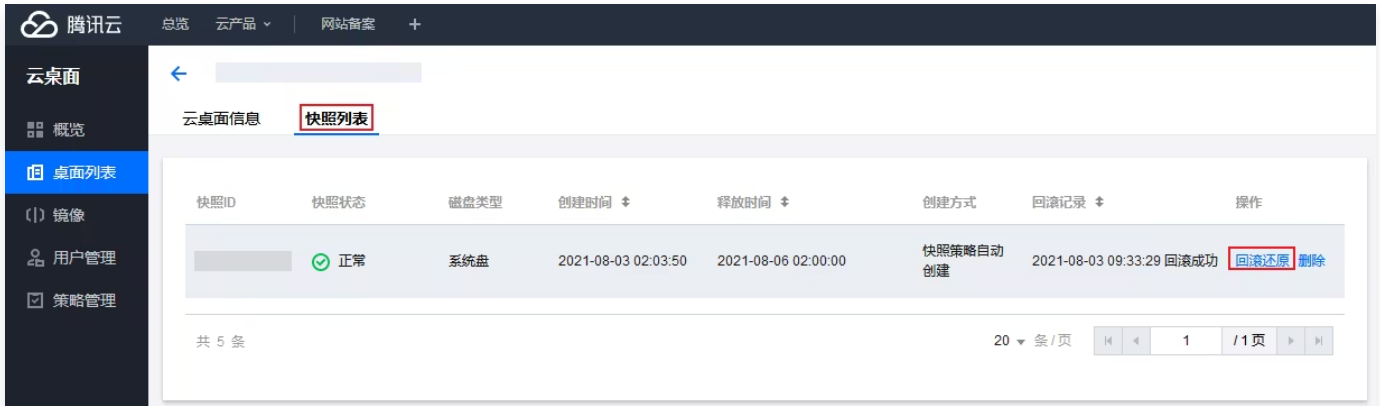 腾讯云 总览 云产品 网站备案 +
云桌面
概览
桌面列表
镜像
用户管理
策略管理
云桌面信息 快照列表
快照ID 快照状态 磁盘类型 创建时间 释放时间 创建方式 回滚记录 操作
正常 系统盘 2021-08-03 02:03:50 2021-08-06 02:00:00 快照策略自动
创建 2021-08-03 09:33:29 回滚成功 回滚还原 删除
共 5 条 20 条/页 1 /1页